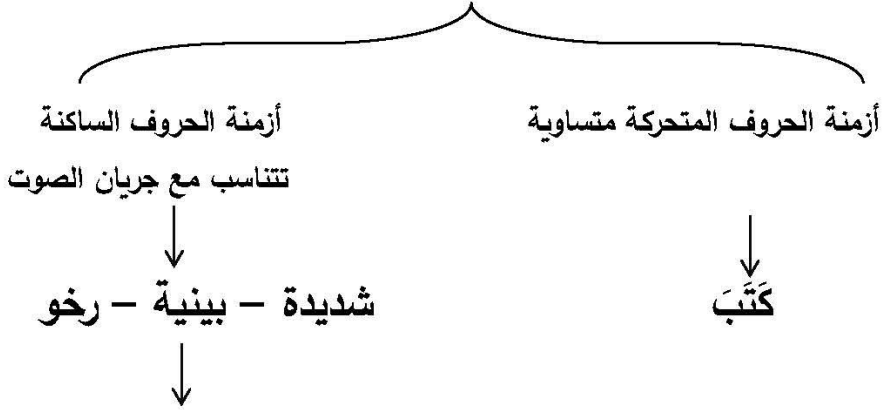 أزمنة الحروف المتحركة متساوية
كَتَبَ
أزمنة الحروف الساكنة
تتناسب مع جريان الصوت
شديدة – بينية – رخو